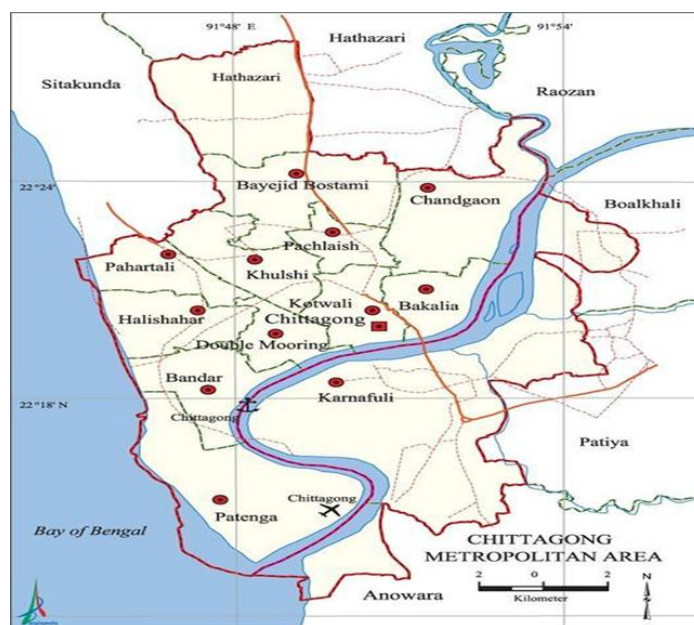 91°48' E
91°54'
Hathazari
Sitakunda
Hathazari
Raozan
22°24'
Bayejid Bostami
Chandgaon
Boalkhali
Pachlaish
Pahartali
Khulshi
Halishahar
Kotwali
Bakalia
Chittagong
Double Mooring
Bandar
Karnafuli
22°18' N
Chittagong
Patiya
Chittagong
Patenga
Bay of Bengal
CHITTAGONG
METROPOLITAN AREA
2 0 2
Kilometer
N
Anowara